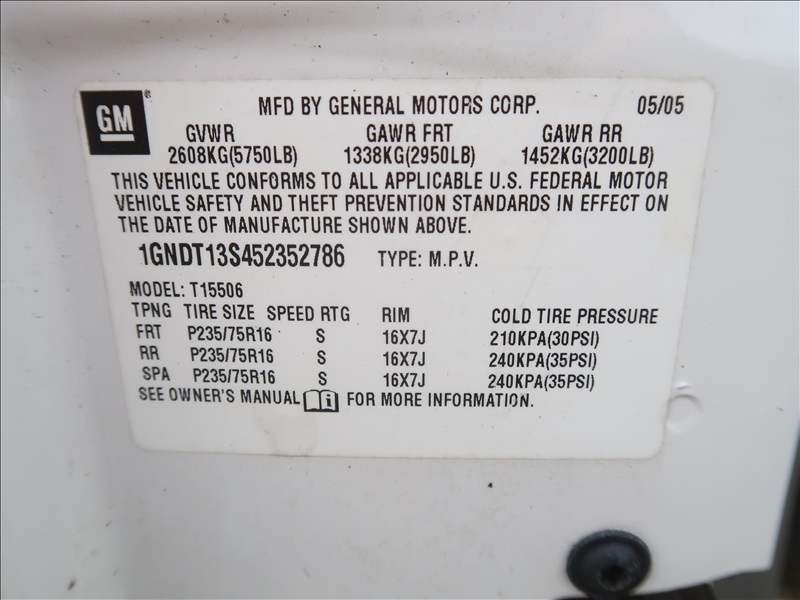 GM MFD BY GENERAL MOTORS CORP. 05/05
GVWR GAWR FRT GAWR RR
2608KG(5750LB) 1338KG(2950LB) 1452KG(3200LB)
THIS VEHICLE CONFORMS TO ALL APPLICABLE U.S. FEDERAL MOTOR
VEHICLE SAFETY AND THEFT PREVENTION STANDARDS IN EFFECT ON
THE DATE OF MANUFACTURE SHOWN ABOVE.
1GNDT13S452352786 TYPE: M.P.V.
MODEL: T15506
TPNG TIRE SIZE SPEED RTG RIM COLD TIRE PRESSURE
FRT P235/75R16 S 16X7J 210KPA(30PSI)
RR P235/75R16 S 16X7J 240KPA(35PSI)
SPA P235/75R16 S 16X7J 240KPA(35PSI)
SEE OWNER'S MANUAL i FOR MORE INFORMATION.